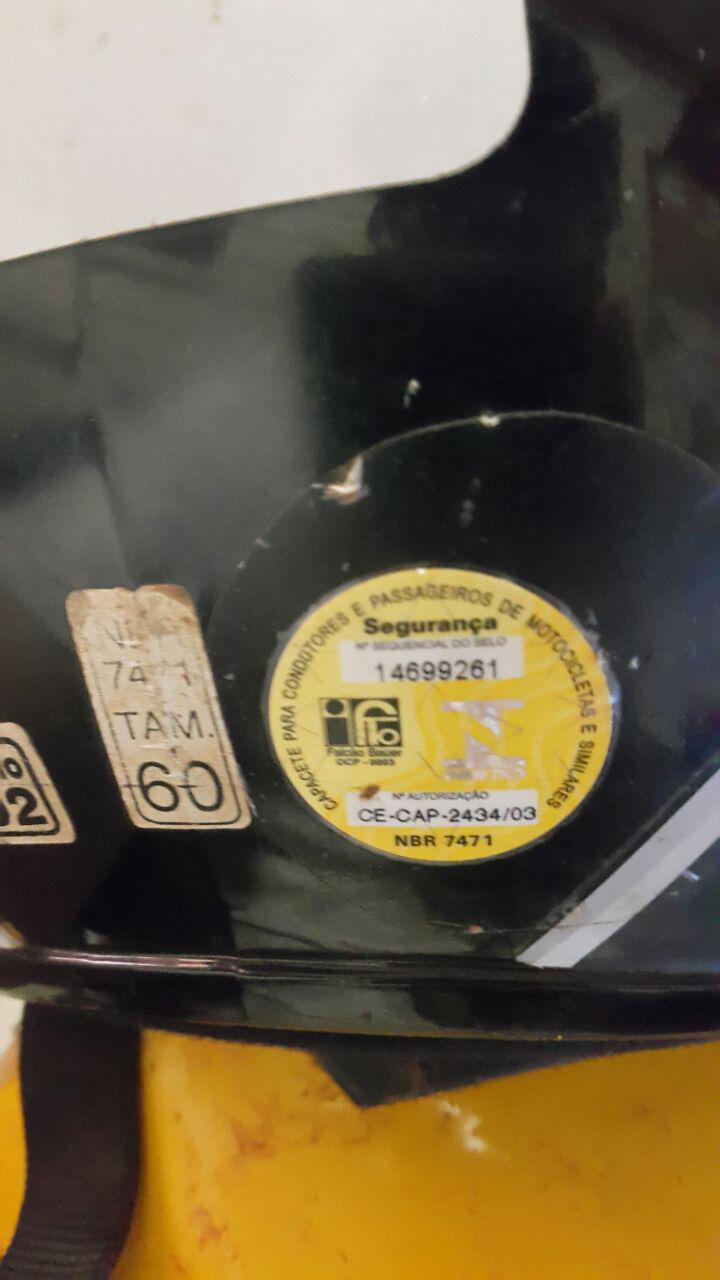 CAPACETE PARA CONDUTORES E PASSAGEIROS DE MOTOCICLETAS E SIMILARES
Segurança
Nº SEQUENCIAL DO SELO
14699261
Falcão Bauer
OCP - 0003
Nº AUTORIZAÇÃO
CE-CAP-2434/03
NBR 7471
TAM.
60